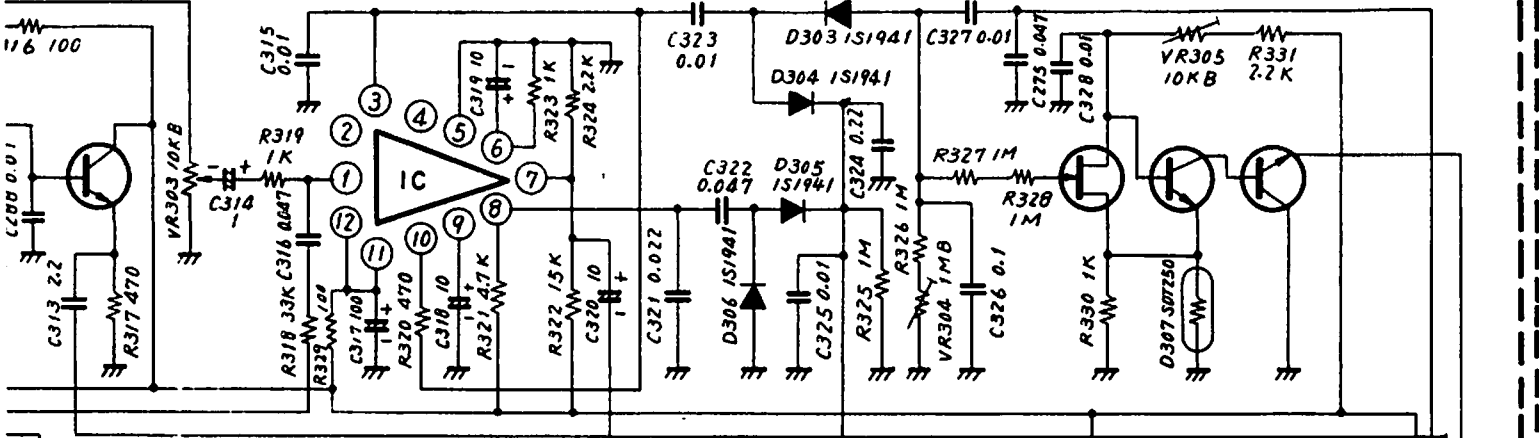 116 100
C288 0.01
C313 2.2
R317 470
VR303 10KB
C314
1
R319
1K
C315
0.01
C316 0.047
R318 33K
R329 100
C317 100
R320 470
C318 10
R321 4.7K
1
2
3
4
5
6
7
8
9
10
11
12
IC
C319 10
R323 1K
R324 2.2K
R322 15K
C320 10
C321 0.022
C323
0.01
D303 1S1941
D304 1S1941
C322
0.047
D305
1S1941
D306 1S1941
C324 0.22
C325 0.01
R325 1M
C327 0.01
C275 0.047
C328 0.01
R327 1M
R328
1M
R326 1M
VR304 1MB
C326 0.1
VR305
10KB
R331
2.2K
R330 1K
D307 SDT250